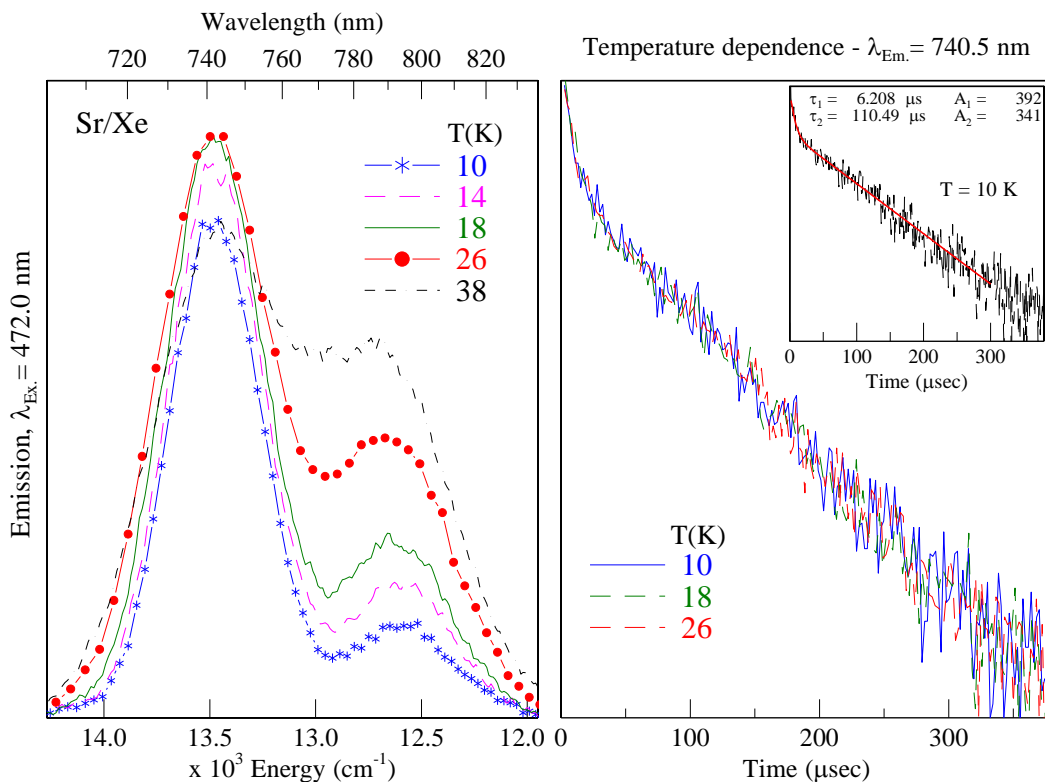 Wavelength (nm)
720 740 760 780 800 820
Sr/Xe
T(K)
10
14
18
26
38
Emission, λEx.= 472.0 nm
14.0 13.5 13.0 12.5 12.0
x 10³ Energy (cm⁻¹)
Temperature dependence - λEm.= 740.5 nm
τ₁ = 6.208 μs A₁ = 392
τ₂ = 110.49 μs A₂ = 341
T = 10 K
0 100 200 300
Time (μsec)
T(K)
10
18
26
0 100 200 300
Time (μsec)